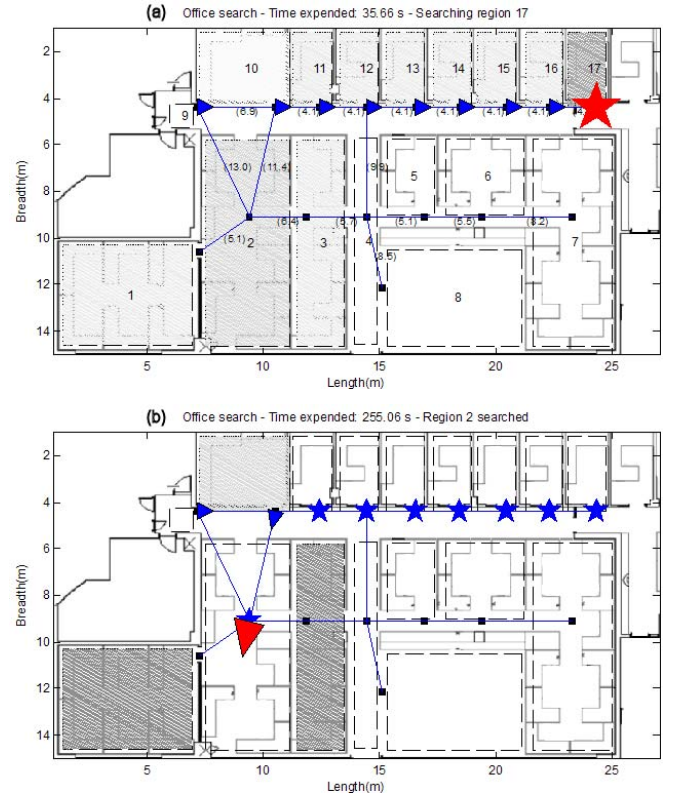 (a) Office search - Time expended: 35.66 s - Searching region 17
2
4
6
8
10
12
14
Breadth(m)
10 11 12 13 14 15 16 17
9
(6.9) (4.1) (4.1) (4.1) (4.1) (4.1) (4.1)
(13.0) (11.4) (9.9) 5 6
(6.4) (5.7) (5.1) (5.5) (8.2)
(5.1) 2 3 4 7
(8.5)
1 8
5 10 15 20 25
Length(m)
(b) Office search - Time expended: 255.06 s - Region 2 searched
2
4
6
8
10
12
14
Breadth(m)
5 10 15 20 25
Length(m)